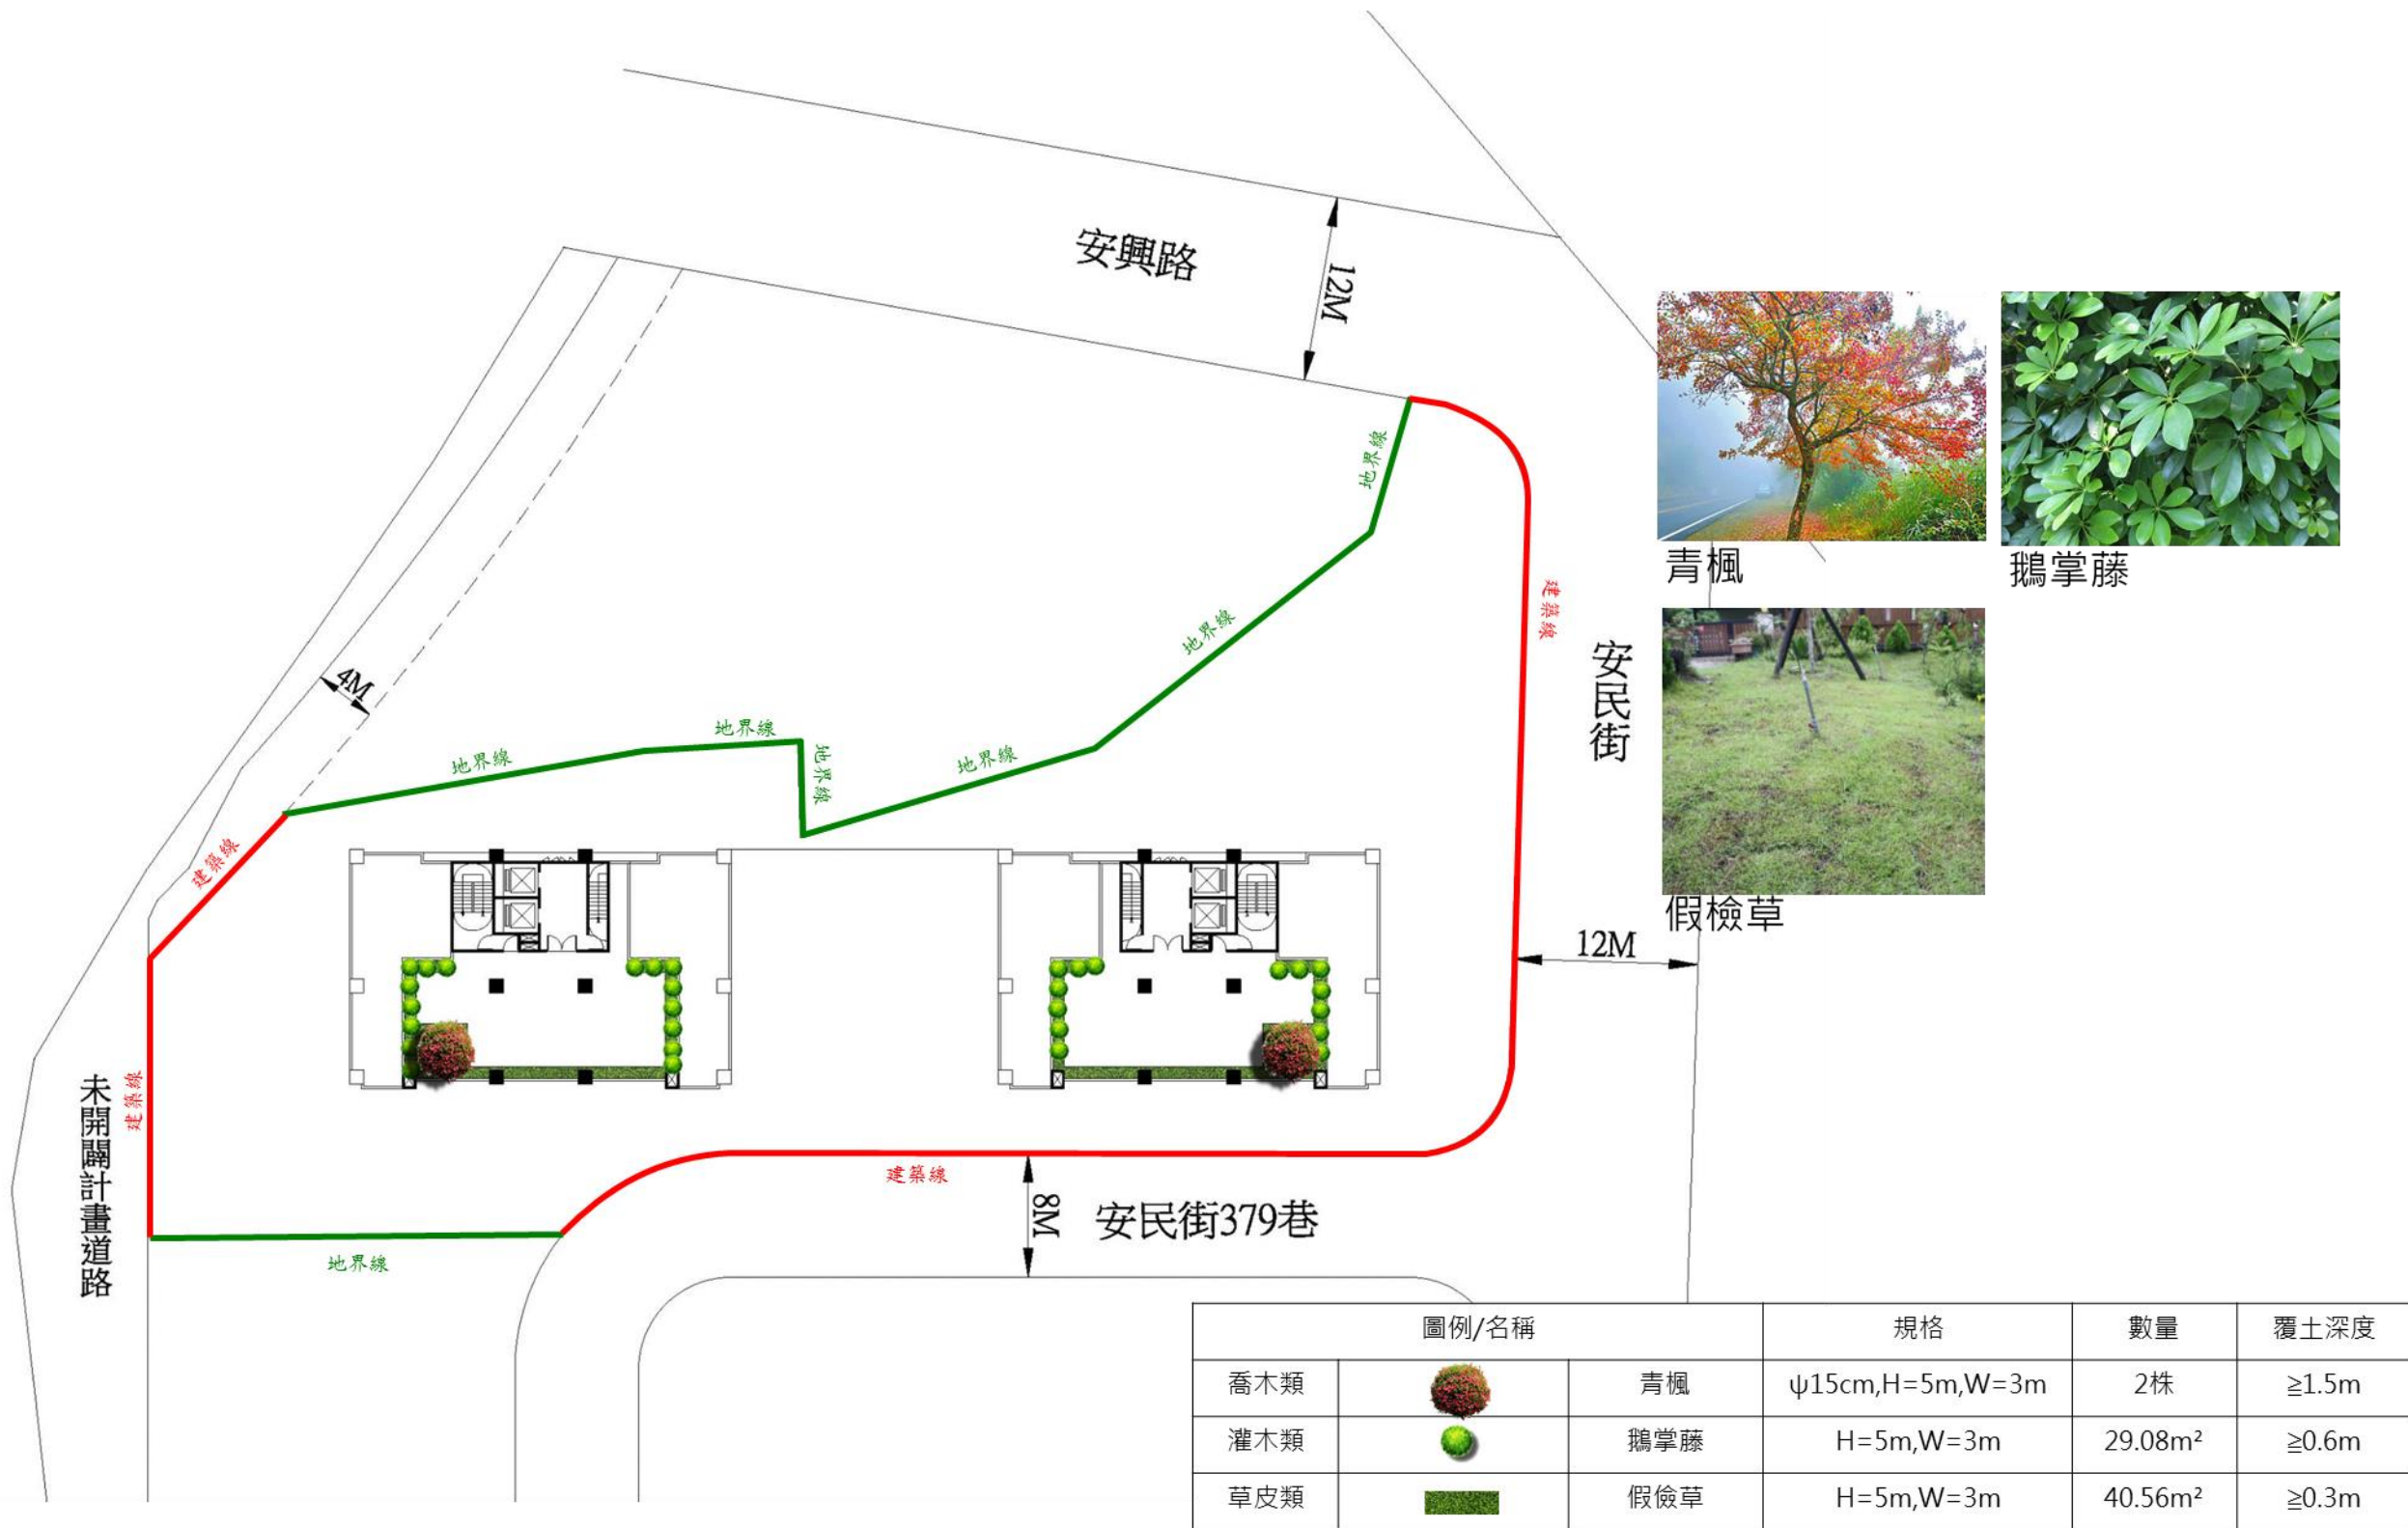 安興路
12M
地界線
青楓
鵝掌藤
建築線
地界線
安民街
4M
地界線
地界線
地界線
地界線
建築線
假檢草
12M
未開闢計畫道路
建築線
建築線
8M
安民街379巷
地界線
圖例/名稱 規格 數量 覆土深度
喬木類 青楓 ψ15cm,H=5m,W=3m 2株 ≧1.5m
灌木類 鵝掌藤 H=5m,W=3m 29.08m² ≧0.6m
草皮類 假儉草 H=5m,W=3m 40.56m² ≧0.3m